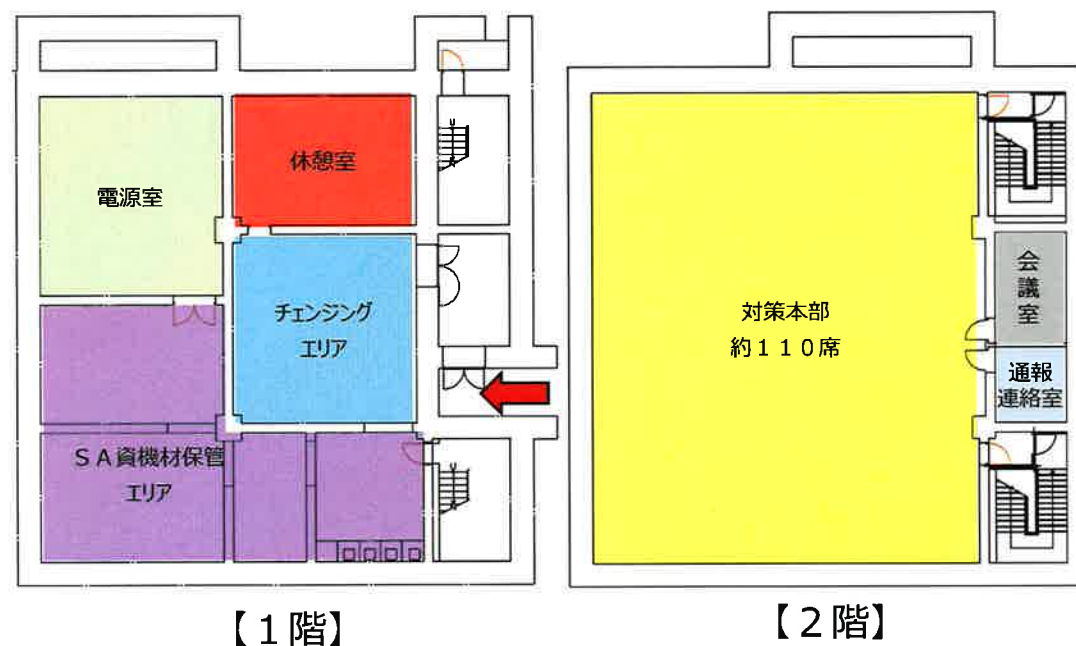 休憩室
電源室
チェンジング
エリア
ＳＡ資機材保管
エリア
【１階】
対策本部
約１１０席
会議室
通報
連絡室
【２階】